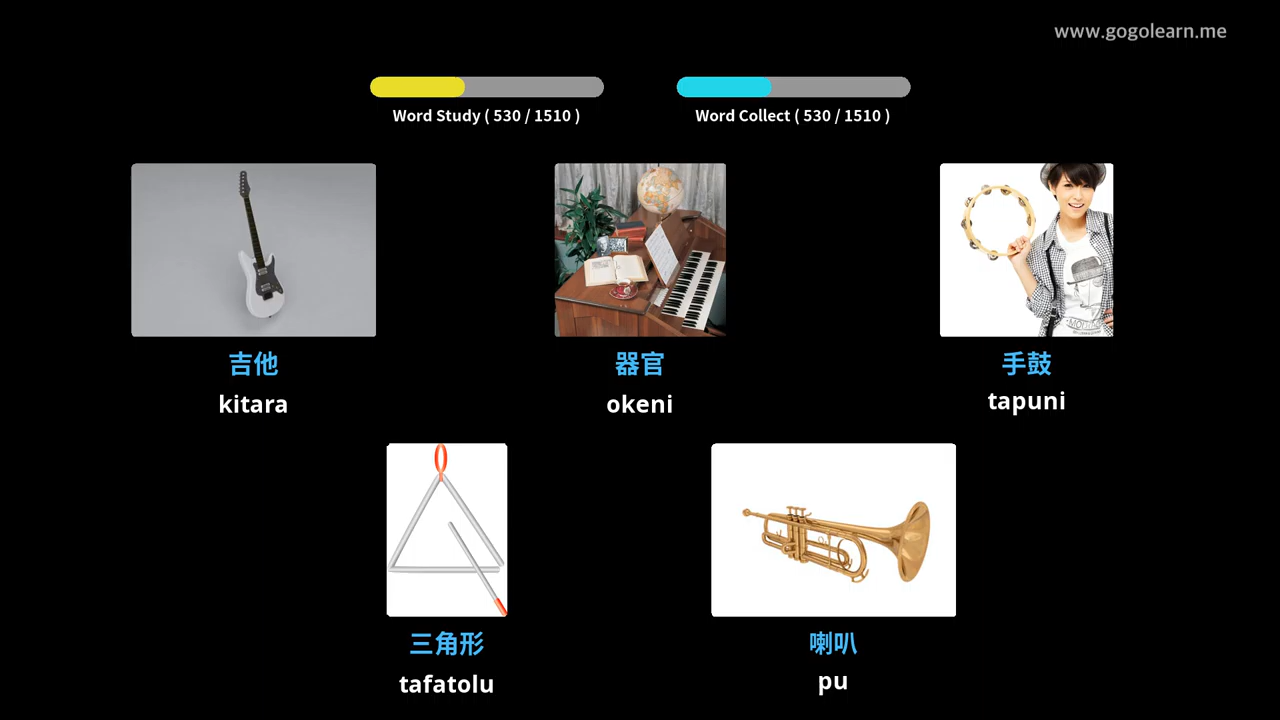 www.gogolearn.me
Word Study ( 530 / 1510 )
Word Collect ( 530 / 1510 )
吉他
kitara
器官
okeni
手鼓
tapuni
三角形
tafatolu
喇叭
pu